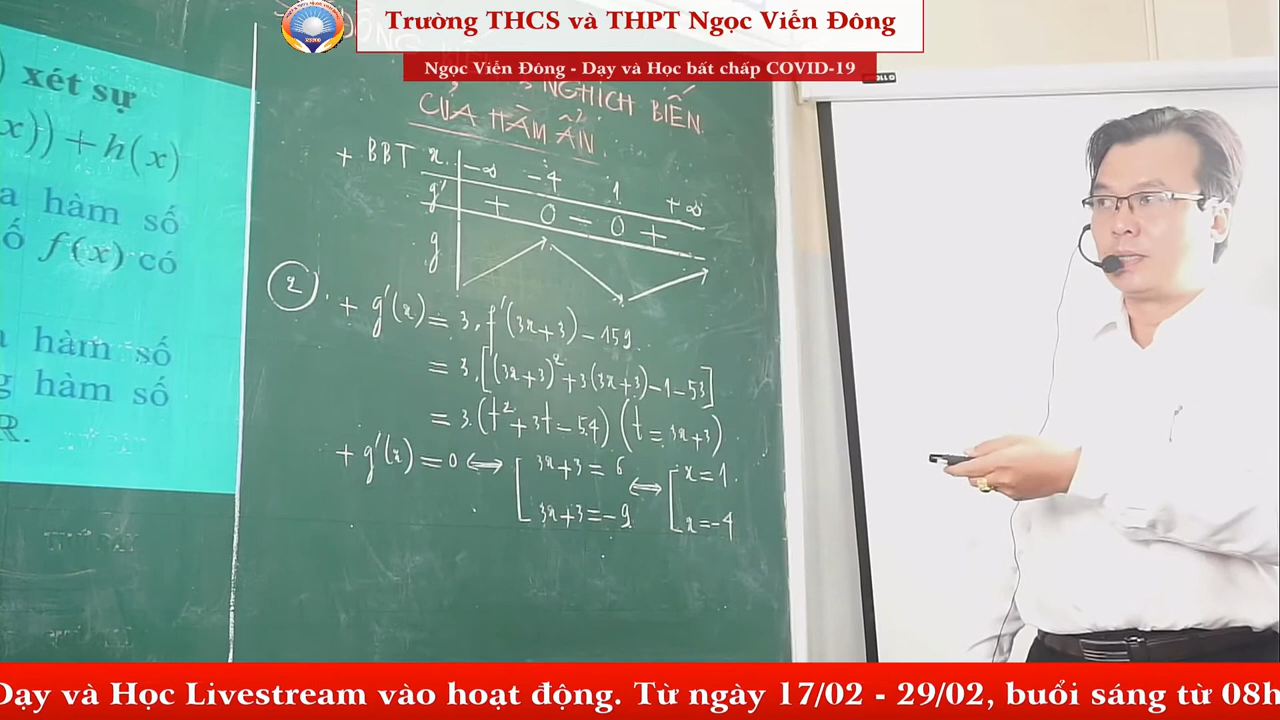 Trường THCS và THPT Ngọc Viễn Đông
Ngọc Viễn Đông - Dạy và Học bất chấp COVID-19
) xét sự
x)) + h(x)
a hàm số
ố f(x) có
hàm số
g hàm số
R.
NGHỊCH BIẾN
CỦA HÀM ẨN.
+ BBT x -∞ -4 1 +∞
g' + 0 - 0 +
g
2
+ g'(x) = 3.f'(3x+3) - 159
= 3.[(3x+3)² + 3(3x+3) - 1 - 53]
= 3.(t² + 3t - 54) (t = 3x+3)
+ g'(x) = 0 ⟺ [3x+3 = 6 ⟺ [x = 1.
3x+3 = -9 x = -4
Dạy và Học Livestream vào hoạt động. Từ ngày 17/02 - 29/02, buổi sáng từ 08h